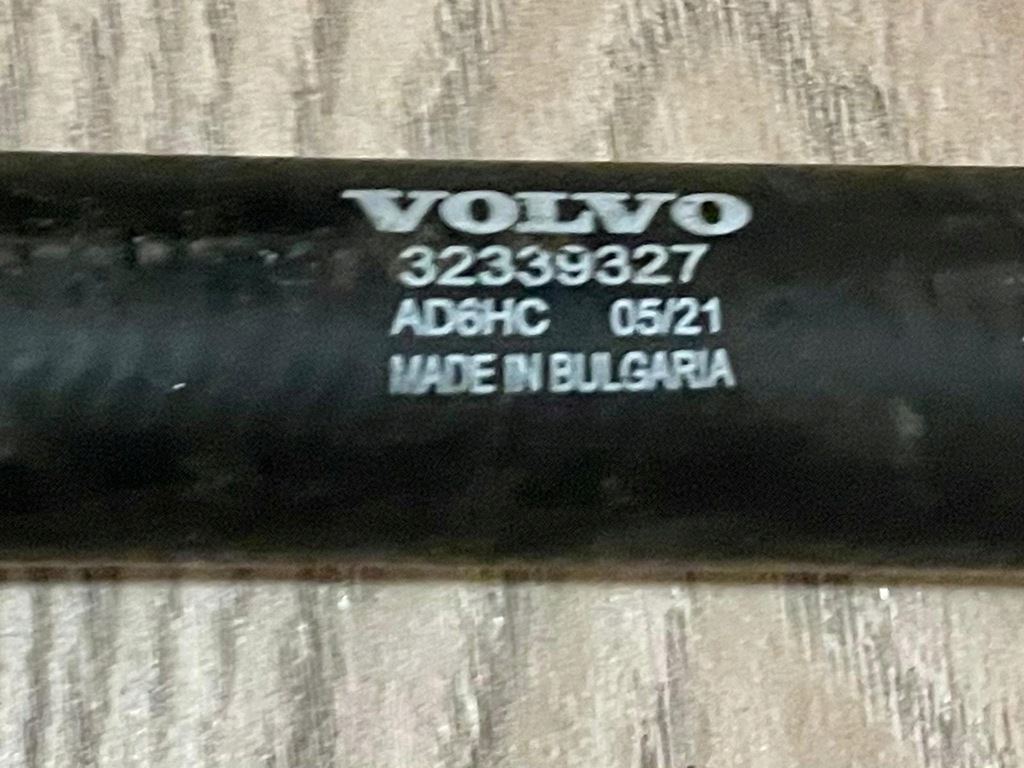 VOLVO
32339327
AD6HC 05/21
MADE IN BULGARIA